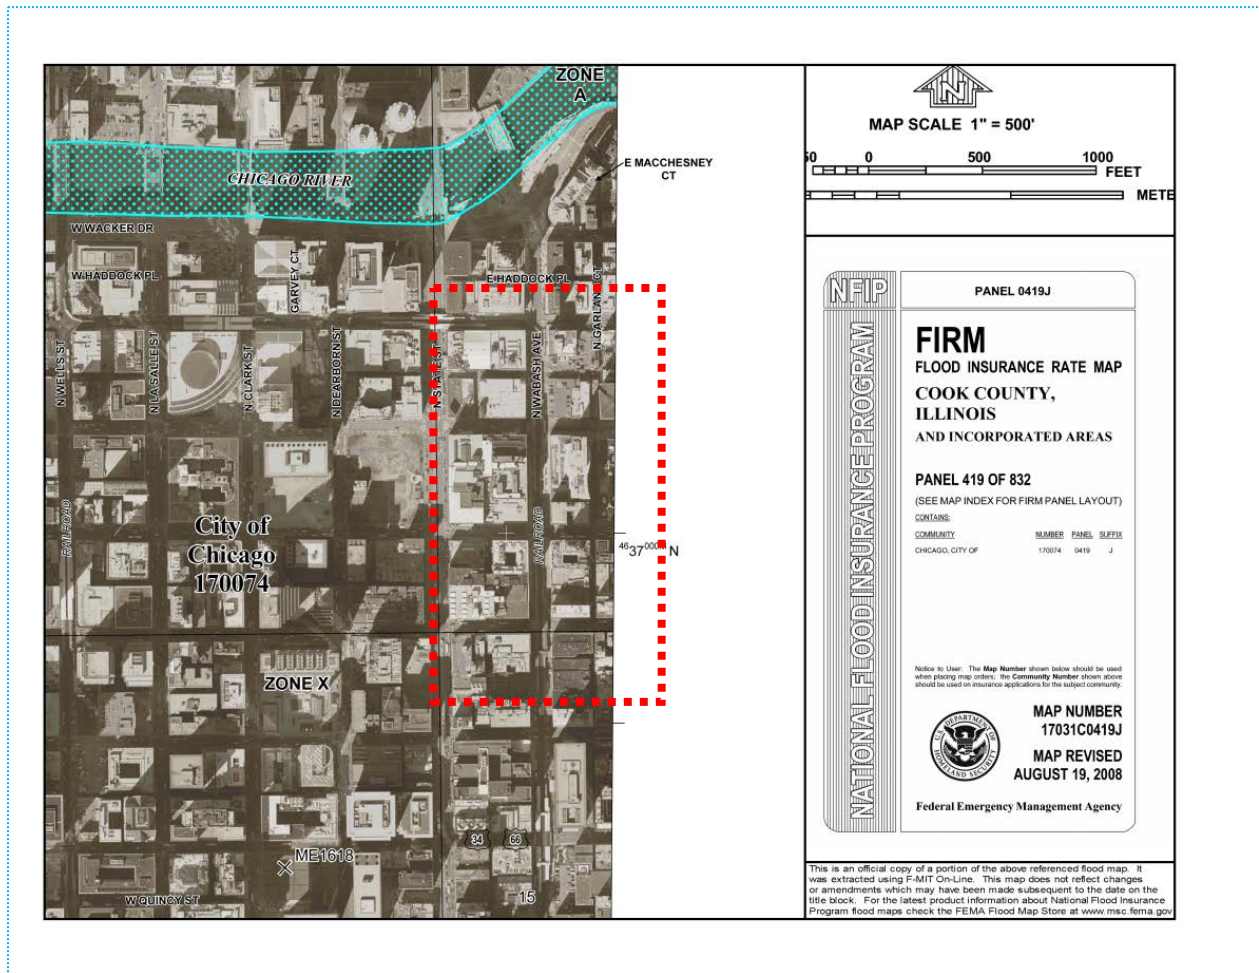 ZONE
A
CHICAGO RIVER
E MACCHESNEY
CT
W WACKER DR
W HADDOCK PL
GARVEY CT
E HADDOCK PL
N GARLAND CT
N WELLS ST
N LASALLE ST
N CLARK ST
N DEARBORN ST
N STATE ST
N WABASH AVE
RAILROAD
RAILROAD
City of
Chicago
170074
4637000m N
ZONE X
34
66
ME1618
15
W QUINCY ST
N
MAP SCALE 1" = 500'
0 500 1000
FEET
METE
NFIP
PANEL 0419J
NATIONAL FLOOD INSURANCE PROGRAM
FIRM
FLOOD INSURANCE RATE MAP
COOK COUNTY,
ILLINOIS
AND INCORPORATED AREAS
PANEL 419 OF 832
(SEE MAP INDEX FOR FIRM PANEL LAYOUT)
CONTAINS:
COMMUNITY NUMBER PANEL SUFFIX
CHICAGO, CITY OF 170074 0419 J
Notice to User: The Map Number shown below should be used
when placing map orders; the Community Number shown above
should be used on insurance applications for the subject community.
U.S. DEPARTMENT OF HOMELAND SECURITY
MAP NUMBER
17031C0419J
MAP REVISED
AUGUST 19, 2008
Federal Emergency Management Agency
This is an official copy of a portion of the above referenced flood map. It
was extracted using F-MIT On-Line. This map does not reflect changes
or amendments which may have been made subsequent to the date on the
title block. For the latest product information about National Flood Insurance
Program flood maps check the FEMA Flood Map Store at www.msc.fema.gov